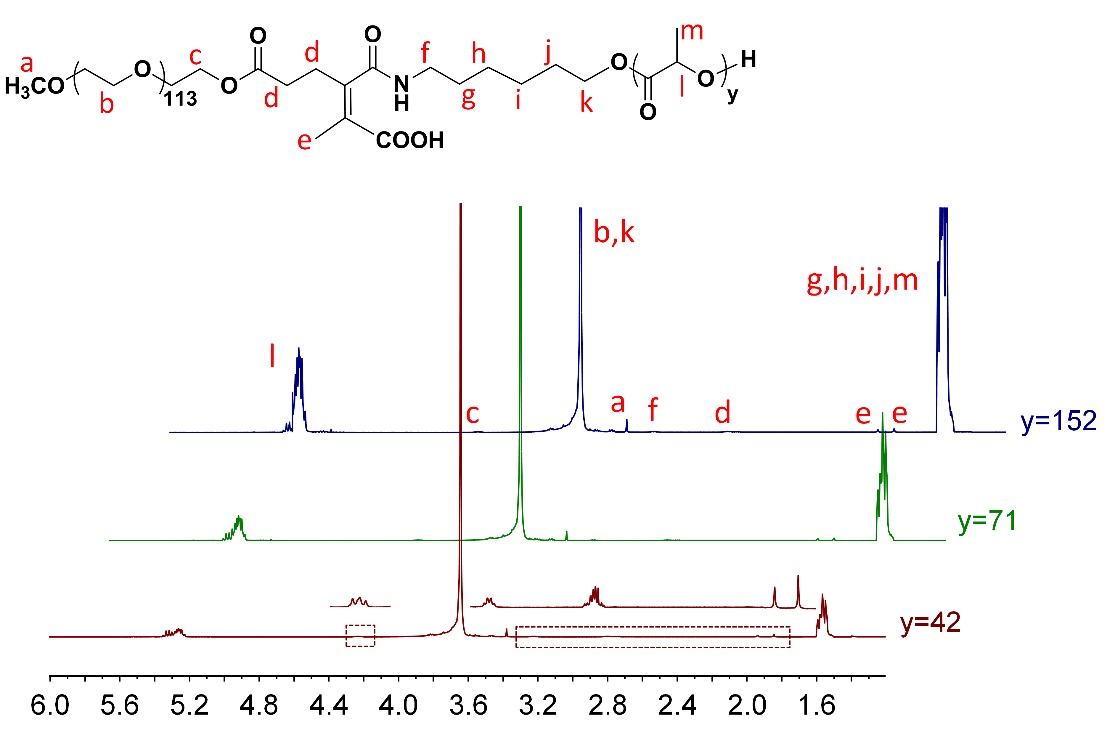 O O m
a c d f h j O H
H₃CO O O N O
b 113 d H g i k O l y
e COOH
b,k
g,h,i,j,m
l
c a f d e e
y=152
y=71
y=42
6.0 5.6 5.2 4.8 4.4 4.0 3.6 3.2 2.8 2.4 2.0 1.6